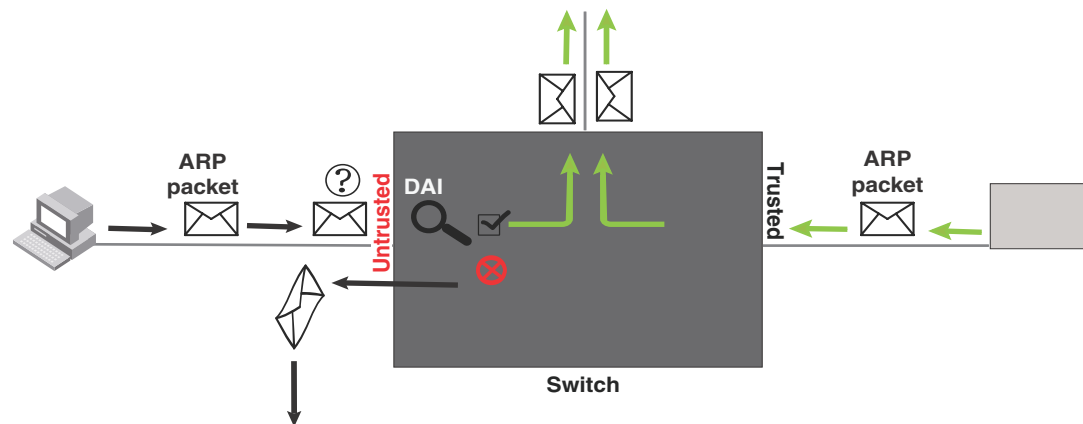 ARP
packet
?
Untrusted
DAI
Trusted
ARP
packet
Switch